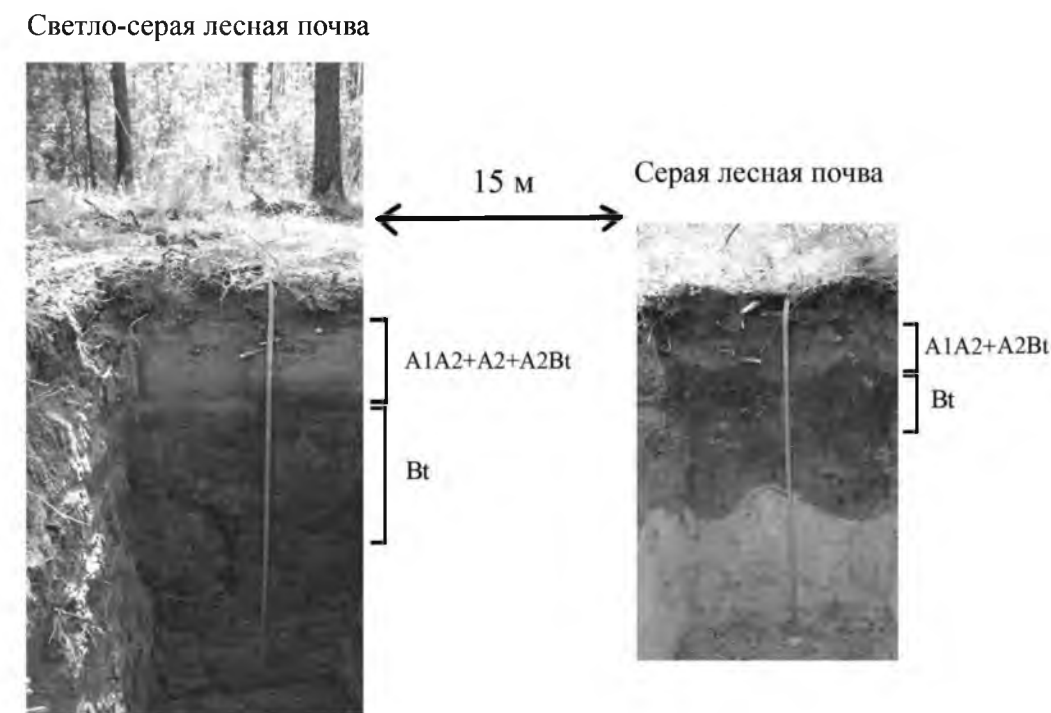 Светло-серая лесная почва
15 м
Серая лесная почва
A1A2+A2+A2Bt
Bt
A1A2+A2Bt
Bt